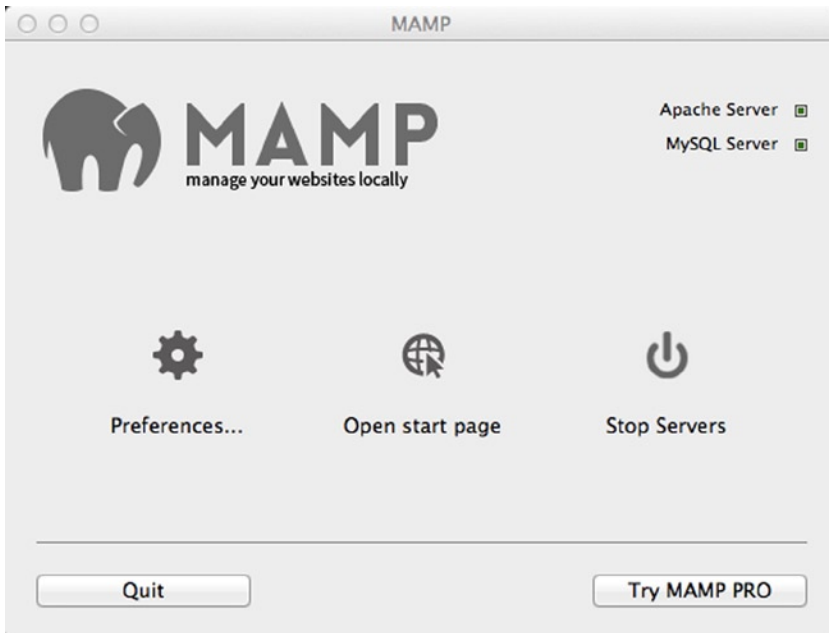 MAMP
MAMP
manage your websites locally
Apache Server
MySQL Server
Preferences...
Open start page
Stop Servers
Quit
Try MAMP PRO